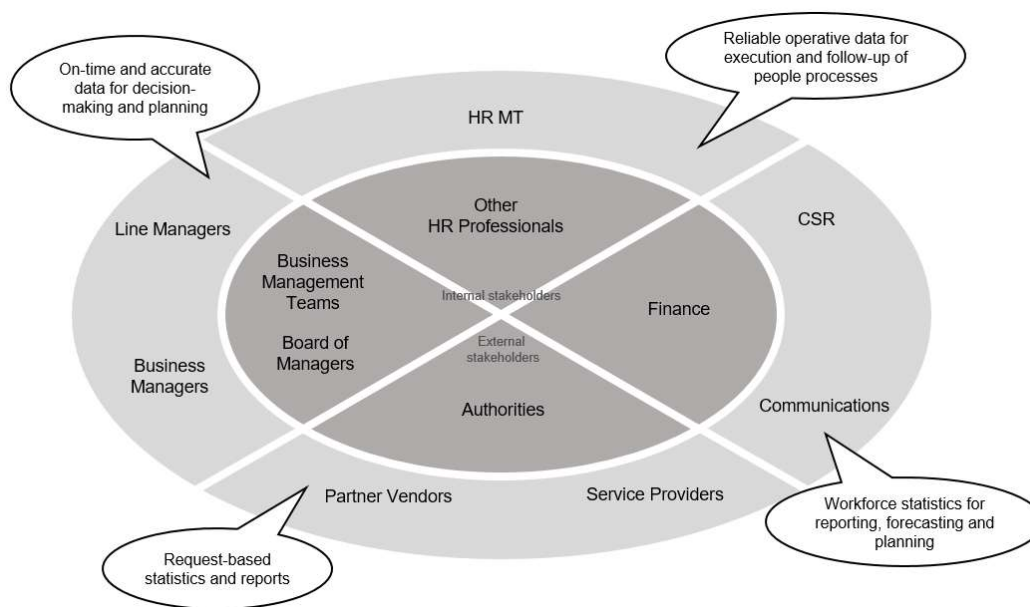 Reliable operative data for
execution and follow-up of
people processes
On-time and accurate
data for decision-
making and planning
HR MT
Other
HR Professionals
Line Managers
CSR
Business
Management
Teams
Internal stakeholders
Finance
External
stakeholders
Board of
Managers
Business
Managers
Authorities
Communications
Partner Vendors
Service Providers
Workforce statistics for
reporting, forecasting and
planning
Request-based
statistics and reports